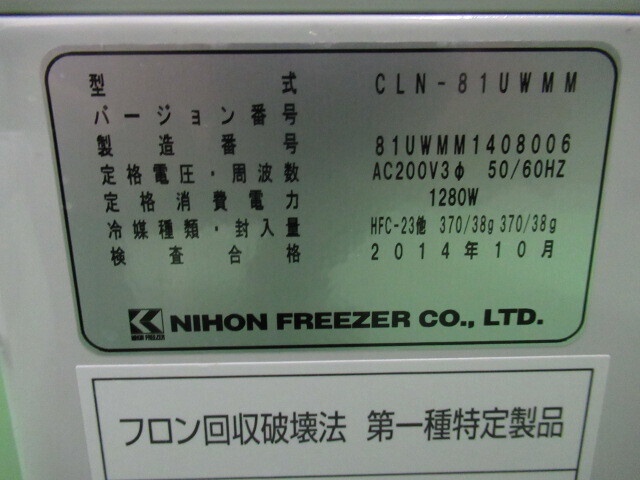 型式 CLN-81UWMM
バージョン番号
製造番号 81UWMM1408006
定格電圧・周波数 AC200V3φ 50/60HZ
定格消費電力 1280W
冷媒種類・封入量 HFC-23他 370/38g 370/38g
検査合格 2014年10月
NIHON FREEZER NIHON FREEZER CO., LTD.
フロン回収破壊法 第一種特定製品